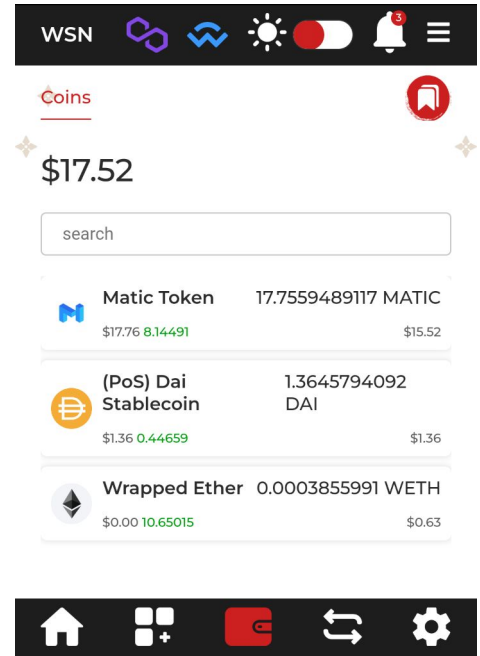 WSN
3
Coins
$17.52
search
Matic Token 17.7559489117 MATIC
$17.76 8.14491 $15.52
(PoS) Dai 1.3645794092
Stablecoin DAI
$1.36 0.44659 $1.36
Wrapped Ether 0.0003855991 WETH
$0.00 10.65015 $0.63